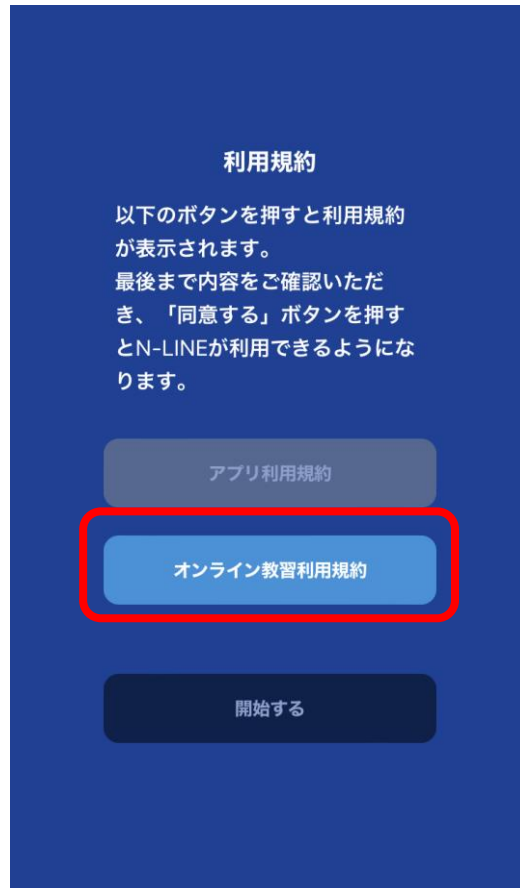 利用規約
以下のボタンを押すと利用規約
が表示されます。
最後まで内容をご確認いただ
き、「同意する」ボタンを押す
とN-LINEが利用できるようにな
ります。
アプリ利用規約
オンライン教習利用規約
開始する